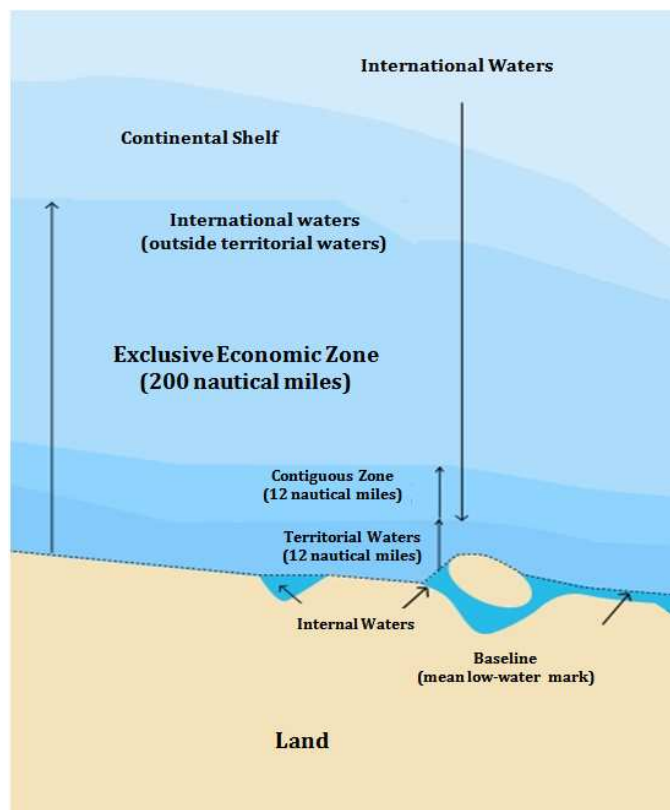 International Waters
Continental Shelf
International waters
(outside territorial waters)
Exclusive Economic Zone
(200 nautical miles)
Contiguous Zone
(12 nautical miles)
Territorial Waters
(12 nautical miles)
Internal Waters
Baseline
(mean low-water mark)
Land